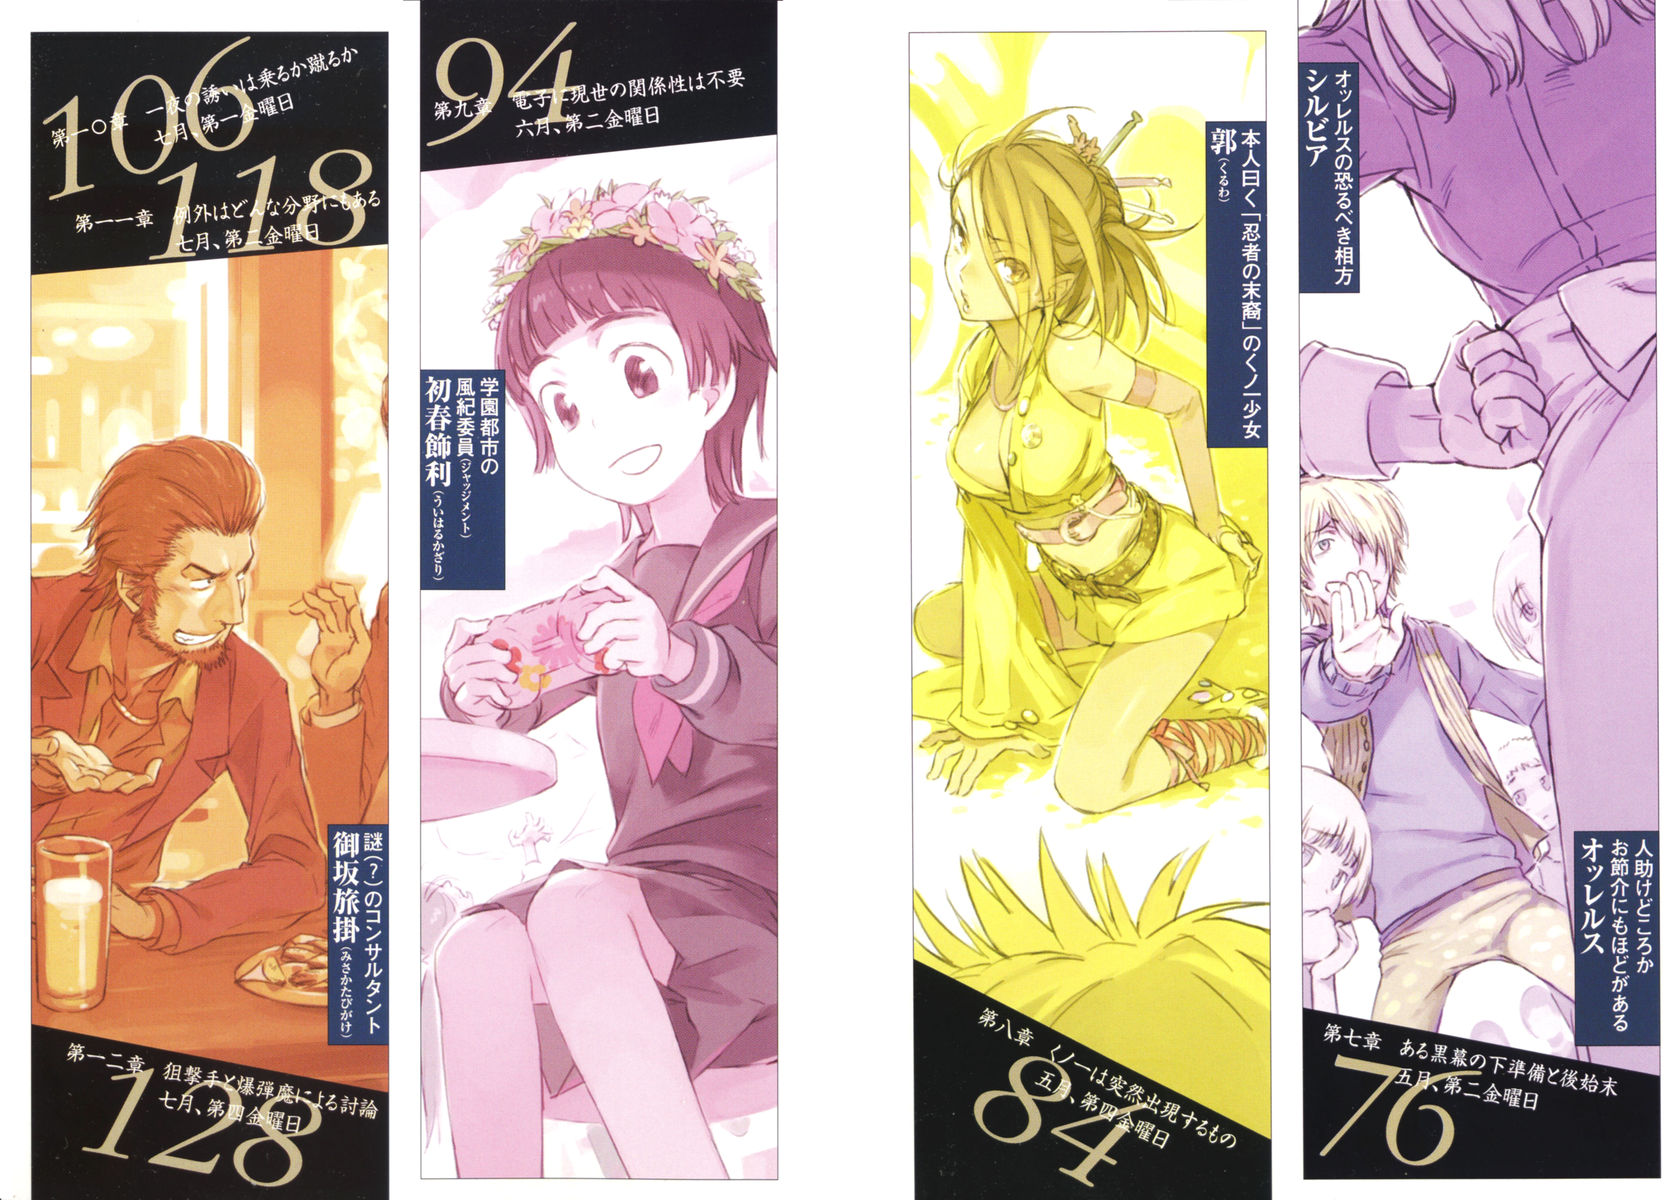 オッレルスの恐るべき相方
シルビア
人助けどころか
お節介にもほどがある
オッレルス
第七章 ある黒幕の下準備と後始末
五月、第二金曜日
76
本人曰く「忍者の末裔」のくノ一少女
郭(くるわ)
第八章 くノ一は突然出現するもの
五月、第四金曜日
84
94
第九章 電子に現世の関係性は不要
六月、第二金曜日
学園都市の
風紀委員(ジャッジメント)
初春飾利(ういはるかざり)
106
第一〇章 一夜の誘いは乗るか蹴るか
七月、第一金曜日
118
第一一章 例外はどんな分野にもある
七月、第二金曜日
謎(?)のコンサルタント
御坂旅掛(みさかたびがけ)
第一二章 狙撃手と爆弾魔による討論
七月、第四金曜日
128